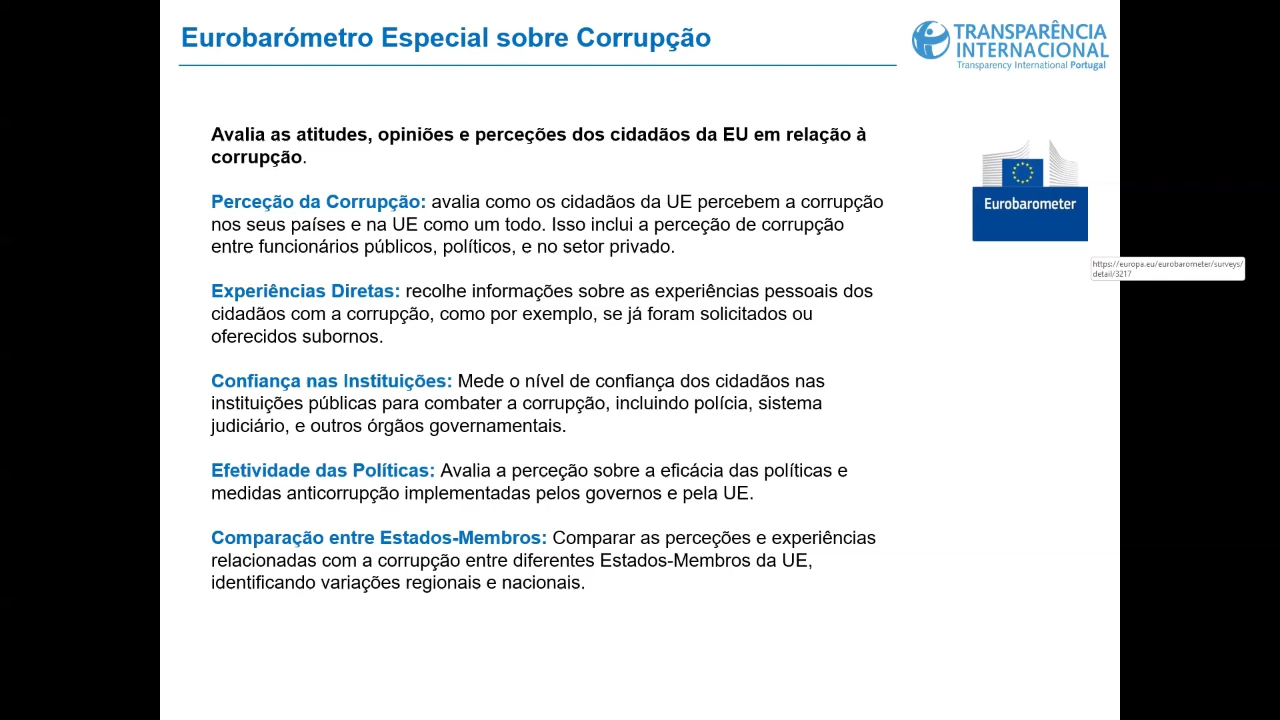 Eurobarómetro Especial sobre Corrupção
TRANSPARÊNCIA
INTERNACIONAL
Transparency International Portugal
Avalia as atitudes, opiniões e perceções dos cidadãos da EU em relação à
corrupção.
Perceção da Corrupção: avalia como os cidadãos da UE percebem a corrupção
nos seus países e na UE como um todo. Isso inclui a perceção de corrupção
entre funcionários públicos, políticos, e no setor privado.
Eurobarometer
https://europa.eu/eurobarometer/surveys/
detail/3217
Experiências Diretas: recolhe informações sobre as experiências pessoais dos
cidadãos com a corrupção, como por exemplo, se já foram solicitados ou
oferecidos subornos.
Confiança nas Instituições: Mede o nível de confiança dos cidadãos nas
instituições públicas para combater a corrupção, incluindo polícia, sistema
judiciário, e outros órgãos governamentais.
Efetividade das Políticas: Avalia a perceção sobre a eficácia das políticas e
medidas anticorrupção implementadas pelos governos e pela UE.
Comparação entre Estados-Membros: Comparar as perceções e experiências
relacionadas com a corrupção entre diferentes Estados-Membros da UE,
identificando variações regionais e nacionais.